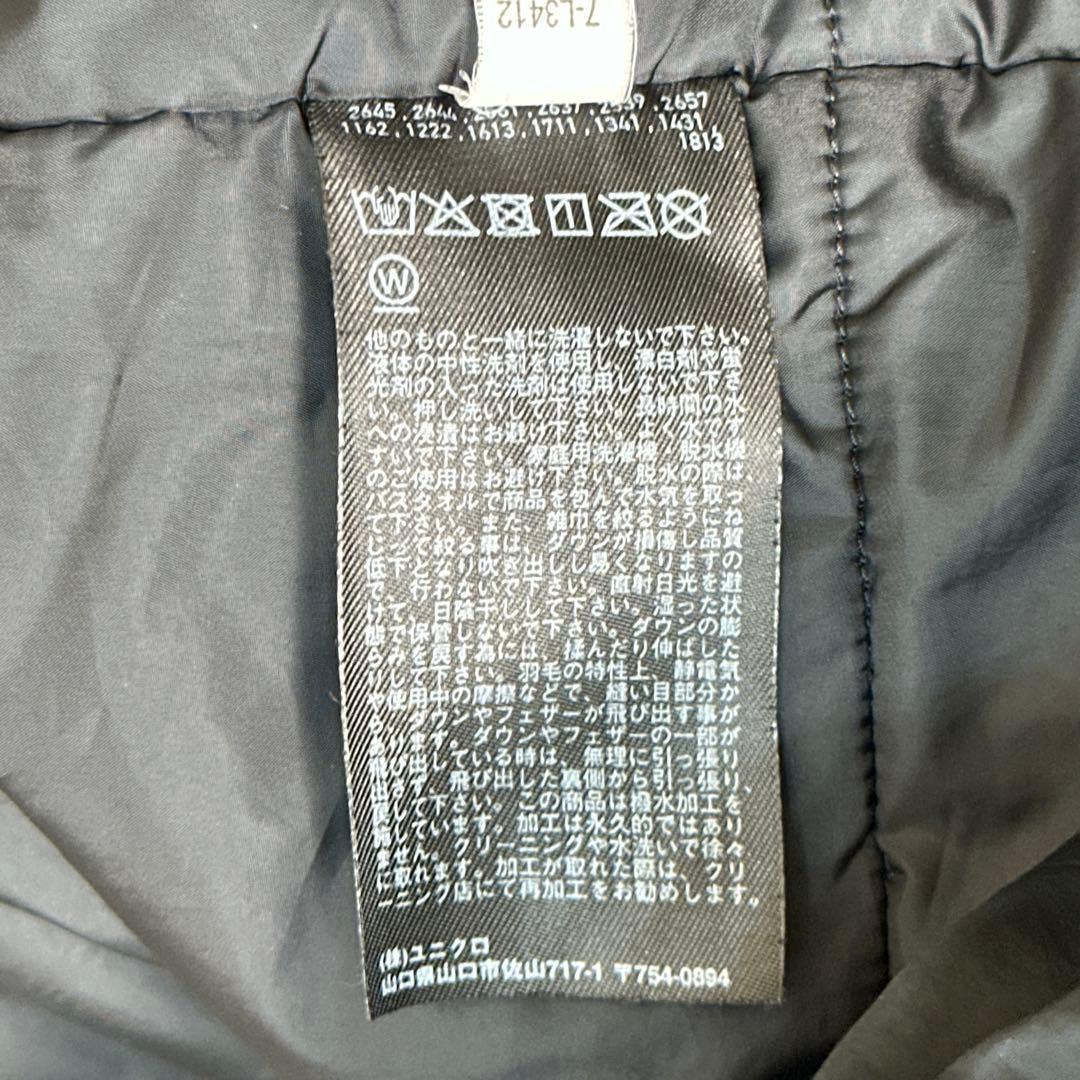 7-L3412
2645 , 2644 , 2637 , 2559 , 2657
1162 , 1222 , 1613 , 1711 , 1341 , 1431 ,
1813
W
他のものと一緒に洗濯しないで下さい。
液体の中性洗剤を使用し、漂白剤や蛍
光剤の入った洗剤は使用しないで下さ
い。押し洗いして下さい。長時間の水
への浸漬はお避け下さい。よく水です
すいで下さい。家庭用洗濯機・脱水機
のご使用はお避け下さい。脱水の際は、
バスタオルで商品を包んで水気を取っ
て下さい。また、雑巾を絞るようにね
じって絞る事は、ダウンが損傷し品質
低下となり吹き出し易くなりますの
で、行わないで下さい。直射日光を避
けて日陰干しして下さい。湿った状
態で保管しないで下さい。ダウンの膨
らみを戻す為には、揉んだり伸ばした
りして下さい。羽毛の特性上、静電気
や使用中の摩擦などで、縫い目部分か
らダウンやフェザーが飛び出す事が
あります。ダウンやフェザーの一部が
飛び出している時は、無理に引っ張り
出さず、飛び出した裏側から引っ張り、
戻して下さい。この商品は撥水加工を
施しています。加工は永久的ではあり
ません。クリーニングや水洗いで徐々
に取れます。加工が取れた際は、クリ
ーニング店にて再加工をお勧めします。
(株)ユニクロ
山口県山口市佐山717-1 〒754-0894